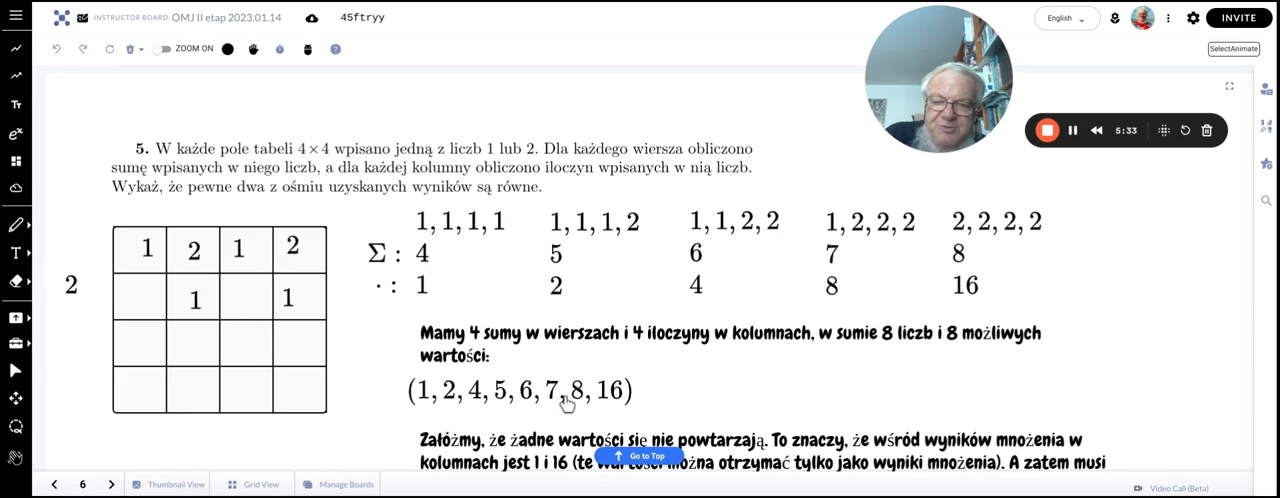 INSTRUCTOR BOARD: OMJ II etap 2023.01.14
45ftryy
English
INVITE
ZOOM ON
SelectAnimate
5:33
5. W każde pole tabeli 4×4 wpisano jedną z liczb 1 lub 2. Dla każdego wiersza obliczono
sumę wpisanych w niego liczb, a dla każdej kolumny obliczono iloczyn wpisanych w nią liczb.
Wykaż, że pewne dwa z ośmiu uzyskanych wyników są równe.
1 2 1 2
2 1 1
1, 1, 1, 1 1, 1, 1, 2 1, 1, 2, 2 1, 2, 2, 2 2, 2, 2, 2
Σ : 4 5 6 7 8
· : 1 2 4 8 16
Mamy 4 sumy w wierszach i 4 iloczyny w kolumnach, w sumie 8 liczb i 8 możliwych
wartości:
(1, 2, 4, 5, 6, 7, 8, 16)
Załóżmy, że żadne wartości się nie powtarzają. To znaczy, że wśród wyników mnożenia w
kolumnach jest 1 i 16 (te można otrzymać tylko jako wyniki mnożenia). A zatem musi
Go to Top
6
Thumbnail View
Grid View
Manage Boards
Video Call (Beta)